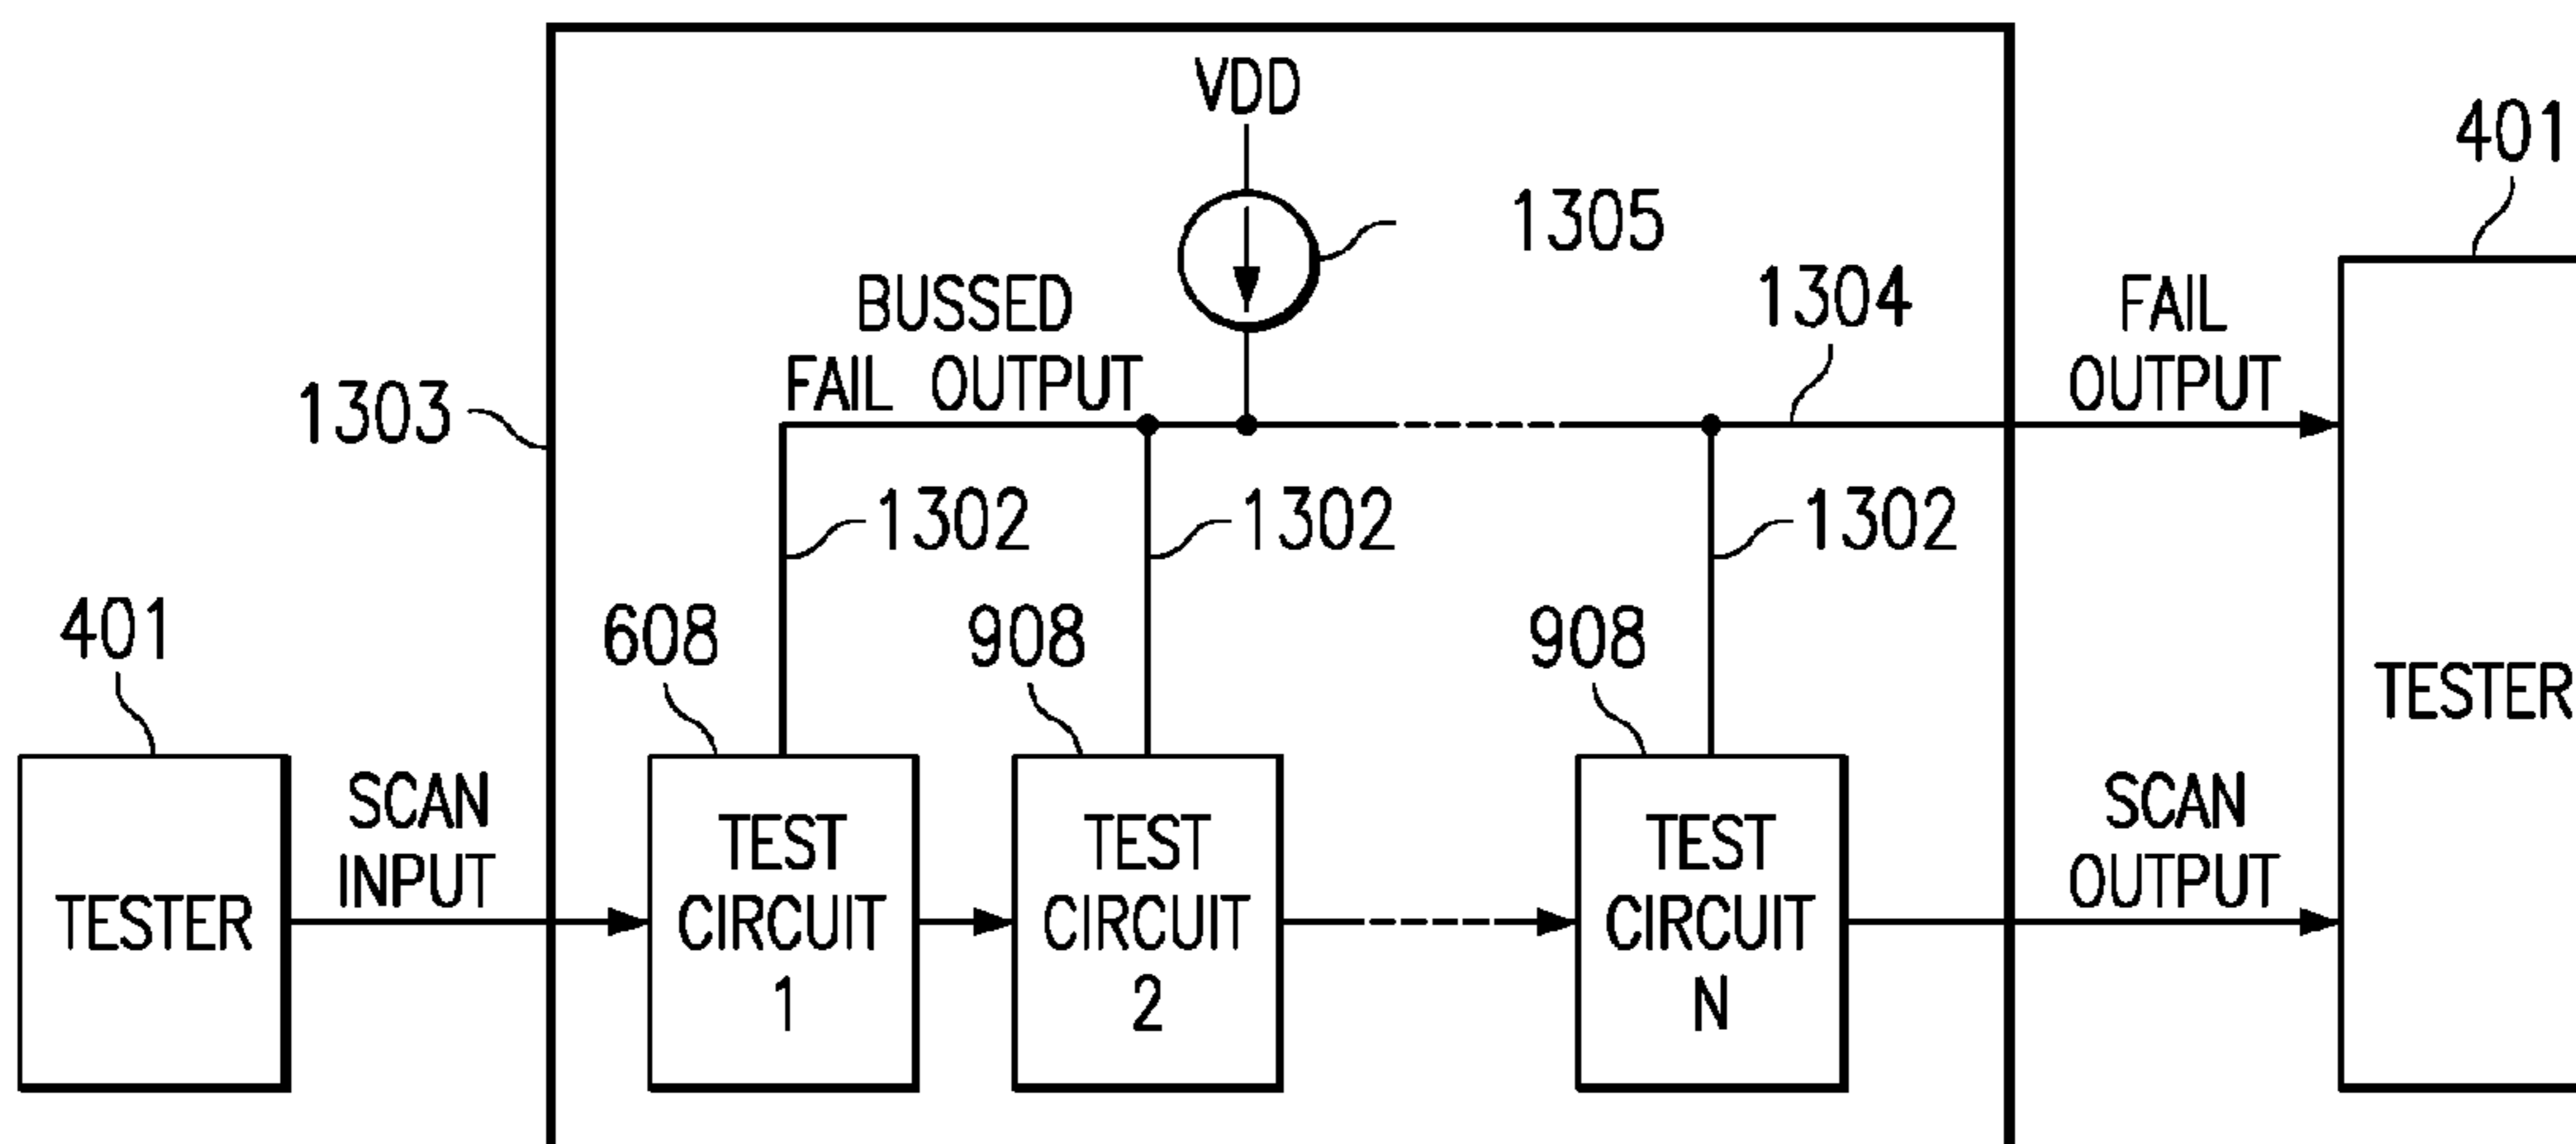 VDD
401
1305
BUSSED
FAIL OUTPUT
1304
FAIL
OUTPUT
1303
1302
1302
1302
401
608
908
908
TESTER
SCAN
INPUT
TESTER
TEST
CIRCUIT
1
TEST
CIRCUIT
2
TEST
CIRCUIT
N
SCAN
OUTPUT